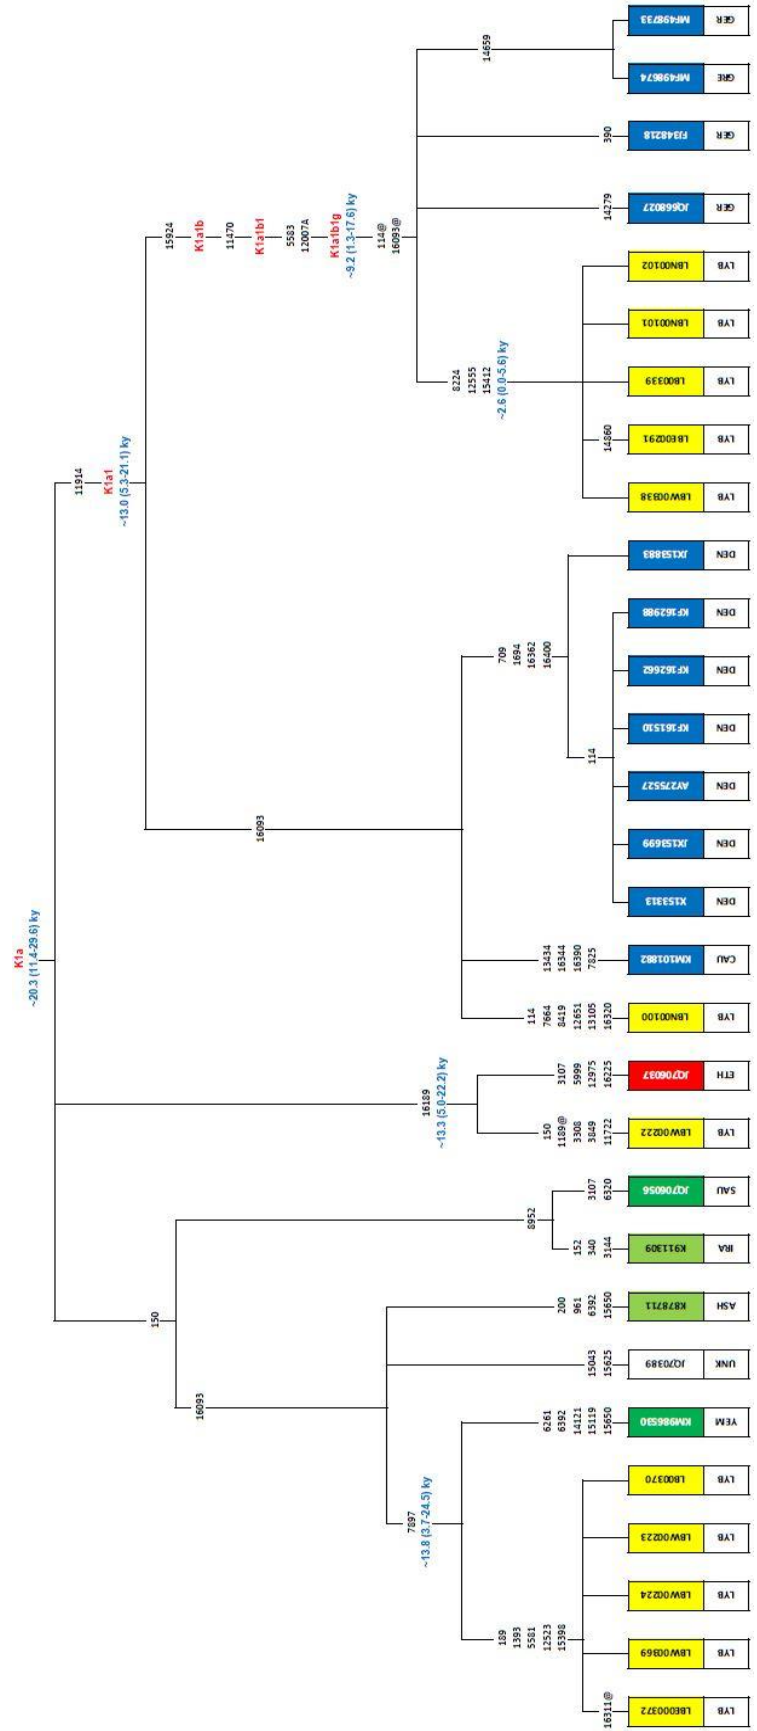 K1a
~20.3 (11.4-29.6) ky
11914
K1a1
~13.0 (5.3-21.1) ky
15924
K1a1b
11470
K1a1b1
5583
12007A
K1a1b1g
~9.2 (1.3-17.6) ky
114@
16093@
14659
390
14279
8224
12555
15412
~2.6 (0.0-5.6) ky
14860
16093
709
1694
16362
16400
114
13434
16344
16390
7825
114
7664
8419
12651
13105
16320
16189
~13.3 (5.0-22.2) ky
3107
5999
12975
16225
150
1189@
3308
3849
11722
150
8952
3107
6320
152
340
3144
16093
200
961
6392
15650
15043
15625
7897
~13.8 (3.7-24.5) ky
6261
6392
14121
15119
15650
189
1393
5581
12523
15398
16311@
MF498733
GER
MF498674
GRE
FJ348218
GER
JQ668027
GER
LBN00102
LYB
LBN00101
LYB
LB00339
LYB
LBE00291
LYB
LBW00338
LYB
JX153883
DEN
KF162988
DEN
KF162662
DEN
KF161510
DEN
AY275527
DEN
JX153699
DEN
X153313
DEN
KM101882
CAU
LBN00100
LYB
JQ706037
ETH
LBW00222
LYB
JQ706056
SAU
K911309
IRA
K878711
ASH
JQ70389
UNK
KM986530
YEM
LB00370
LYB
LBW00223
LYB
LBW00224
LYB
LBW00369
LYB
LBE000372
LYB